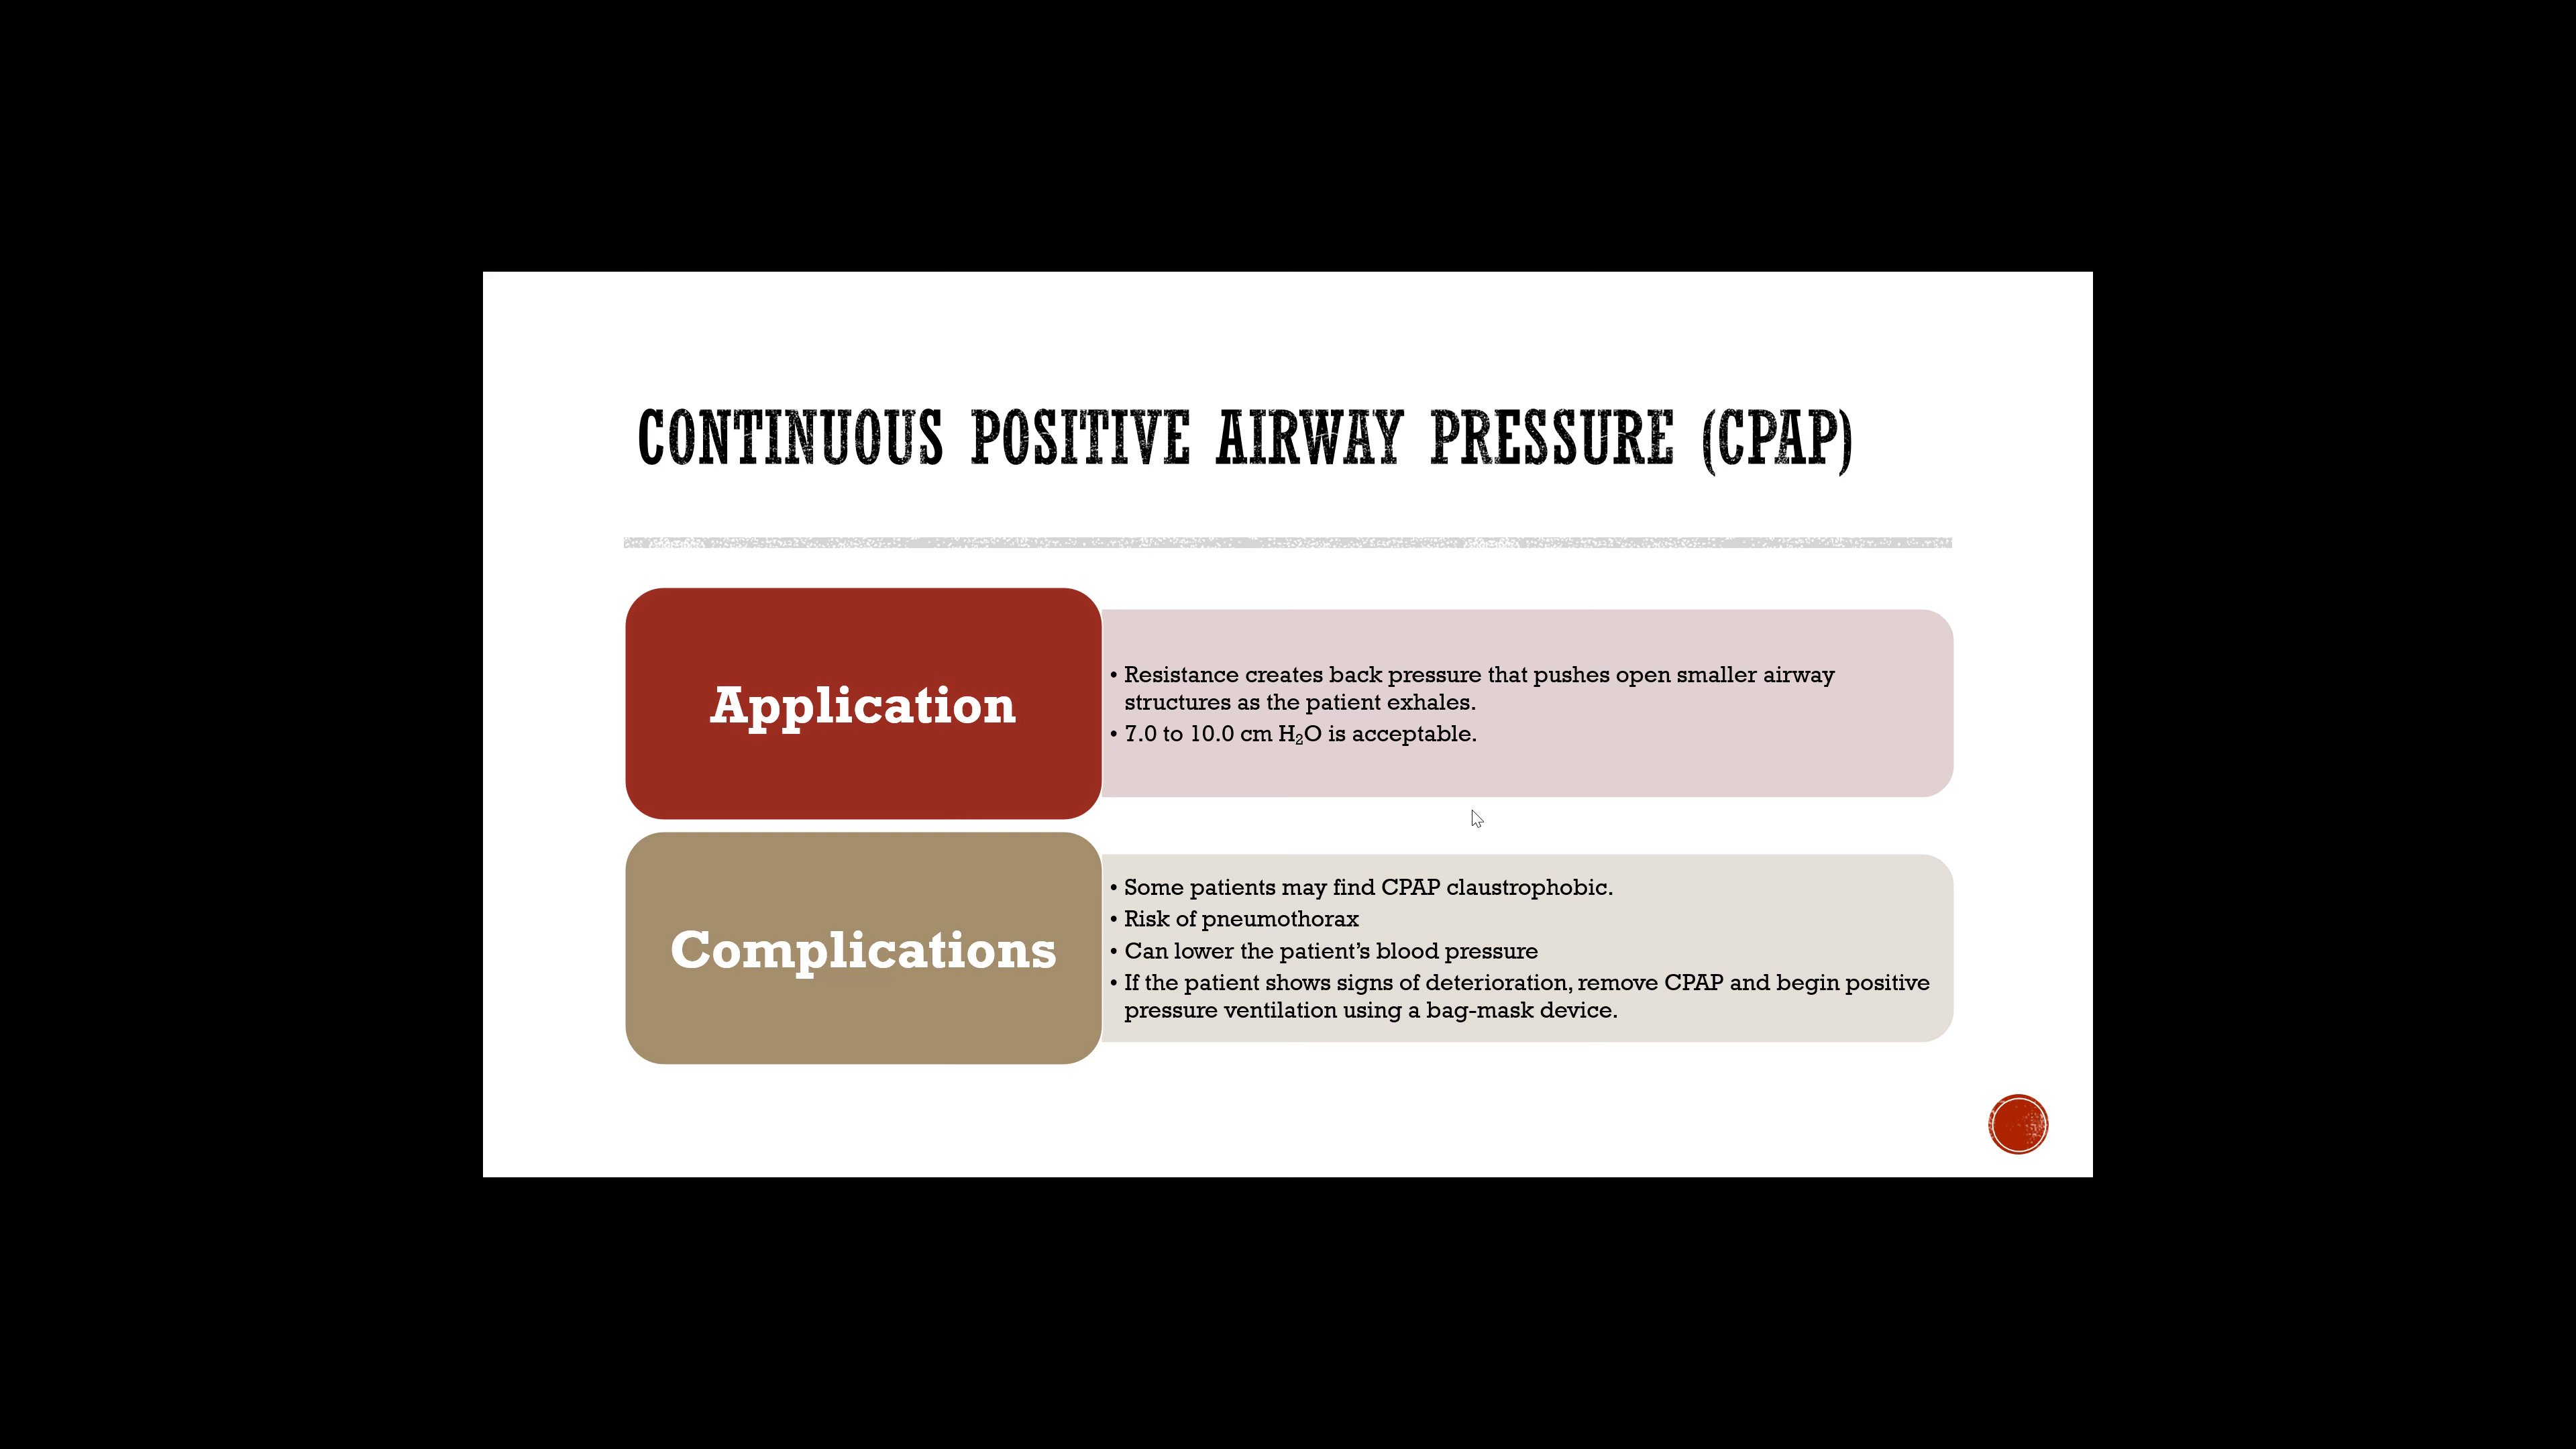 CONTINUOUS POSITIVE AIRWAY PRESSURE (CPAP)
Application
• Resistance creates back pressure that pushes open smaller airway
structures as the patient exhales.
• 7.0 to 10.0 cm H₂O is acceptable.
Complications
• Some patients may find CPAP claustrophobic.
• Risk of pneumothorax
• Can lower the patient’s blood pressure
• If the patient shows signs of deterioration, remove CPAP and begin positive
pressure ventilation using a bag-mask device.